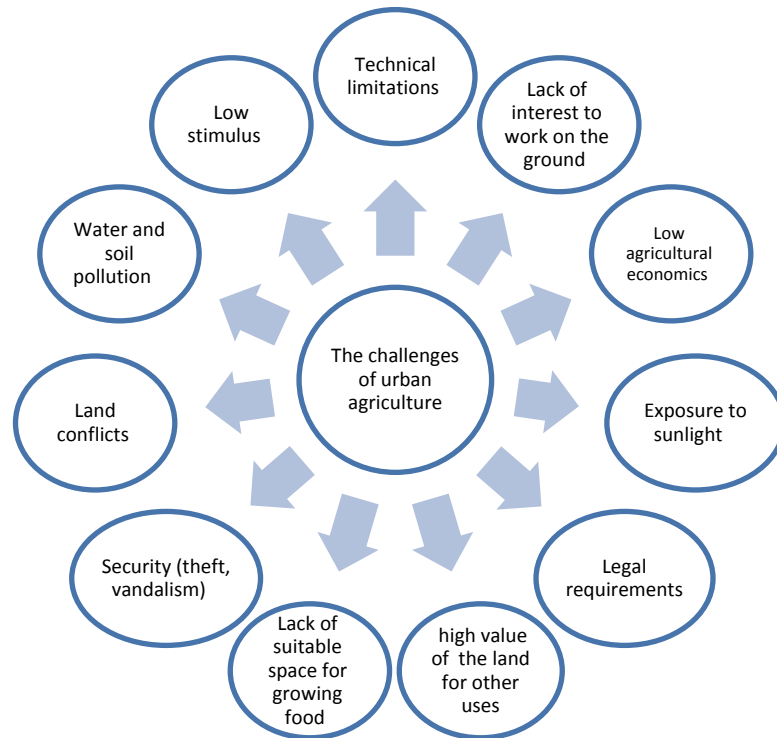 Technical
limitations
Lack of
interest to
work on the
ground
Low
agricultural
economics
Exposure to
sunlight
Legal
requirements
high value
of the land
for other
uses
Lack of
suitable
space for
growing
food
Security (theft,
vandalism)
Land
conflicts
Water and
soil
pollution
Low
stimulus
The challenges
of urban
agriculture